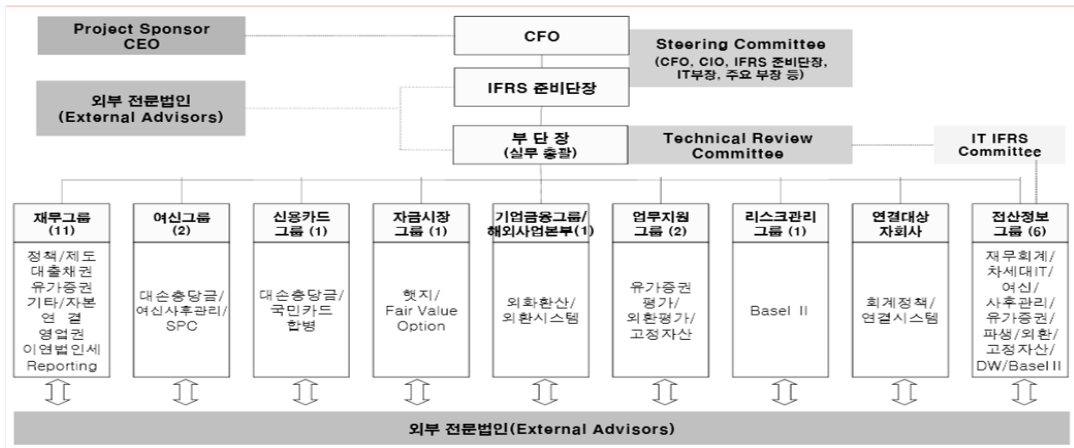 Project Sponsor
CEO
CFO
Steering Committee
(CFO, CIO, IFRS 준비단장,
IT부장, 주요 부장 등)
IFRS 준비단장
외부 전문법인
(External Advisors)
부 단 장
(실무 총괄)
Technical Review
Committee
IT IFRS
Committee
재무그룹
(11)
정책/제도
대출채권
유가증권
기타/자본
연 결
영업권
이연법인세
Reporting
여신그룹
(2)
대손충당금/
여신사후관리/
SPC
신용카드
그룹 (1)
대손충당금/
국민카드
합병
자금시장
그룹 (1)
헷지/
Fair Value
Option
기업금융그룹/
해외사업본부(1)
외화환산/
외환시스템
업무지원
그룹 (2)
유가증권
평가/
외환평가/
고정자산
리스크관리
그룹 (1)
Basel II
연결대상
자회사
회계정책/
연결시스템
전산정보
그룹 (6)
재무회계/
차세대IT/
여신/
사후관리/
유가증권/
파생/외환/
고정자산/
DW/Basel II
외부 전문법인(External Advisors)